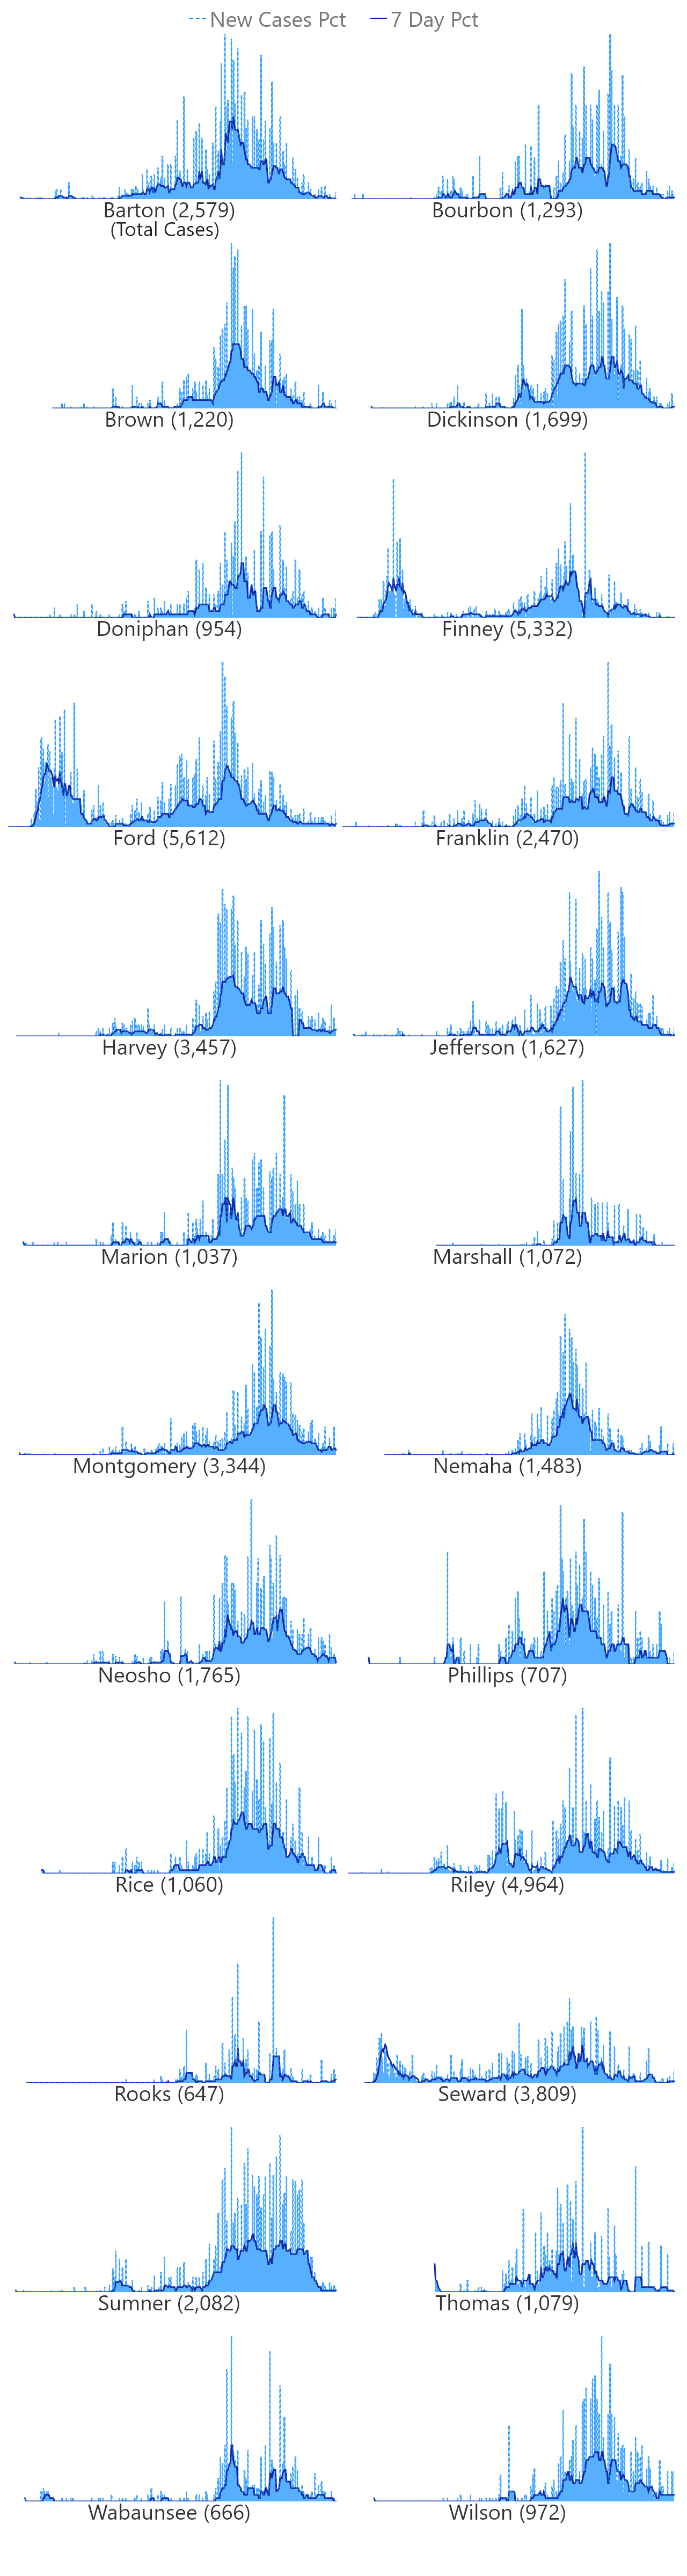 New Cases Pct 7 Day Pct
Barton (2,579) Bourbon (1,293)
(Total Cases)
Brown (1,220) Dickinson (1,699)
Doniphan (954) Finney (5,332)
Ford (5,612) Franklin (2,470)
Harvey (3,457) Jefferson (1,627)
Marion (1,037) Marshall (1,072)
Montgomery (3,344) Nemaha (1,483)
Neosho (1,765) Phillips (707)
Rice (1,060) Riley (4,964)
Rooks (647) Seward (3,809)
Sumner (2,082) Thomas (1,079)
Wabaunsee (666) Wilson (972)